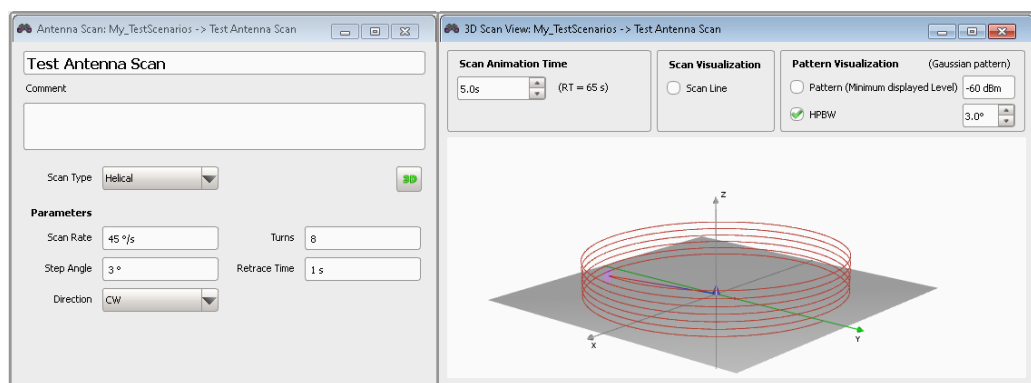 Antenna Scan: My_TestScenarios -> Test Antenna Scan
Test Antenna Scan
Comment
Scan Type Helical 3D
Parameters
Scan Rate 45 °/s Turns 8
Step Angle 3 ° Retrace Time 1 s
Direction CW
3D Scan View: My_TestScenarios -> Test Antenna Scan
Scan Animation Time
5.0s (RT = 65 s)
Scan Visualization
Scan Line
Pattern Visualization (Gaussian pattern)
Pattern (Minimum displayed Level) -60 dBm
HPBW 3.0°
Z
X
Y